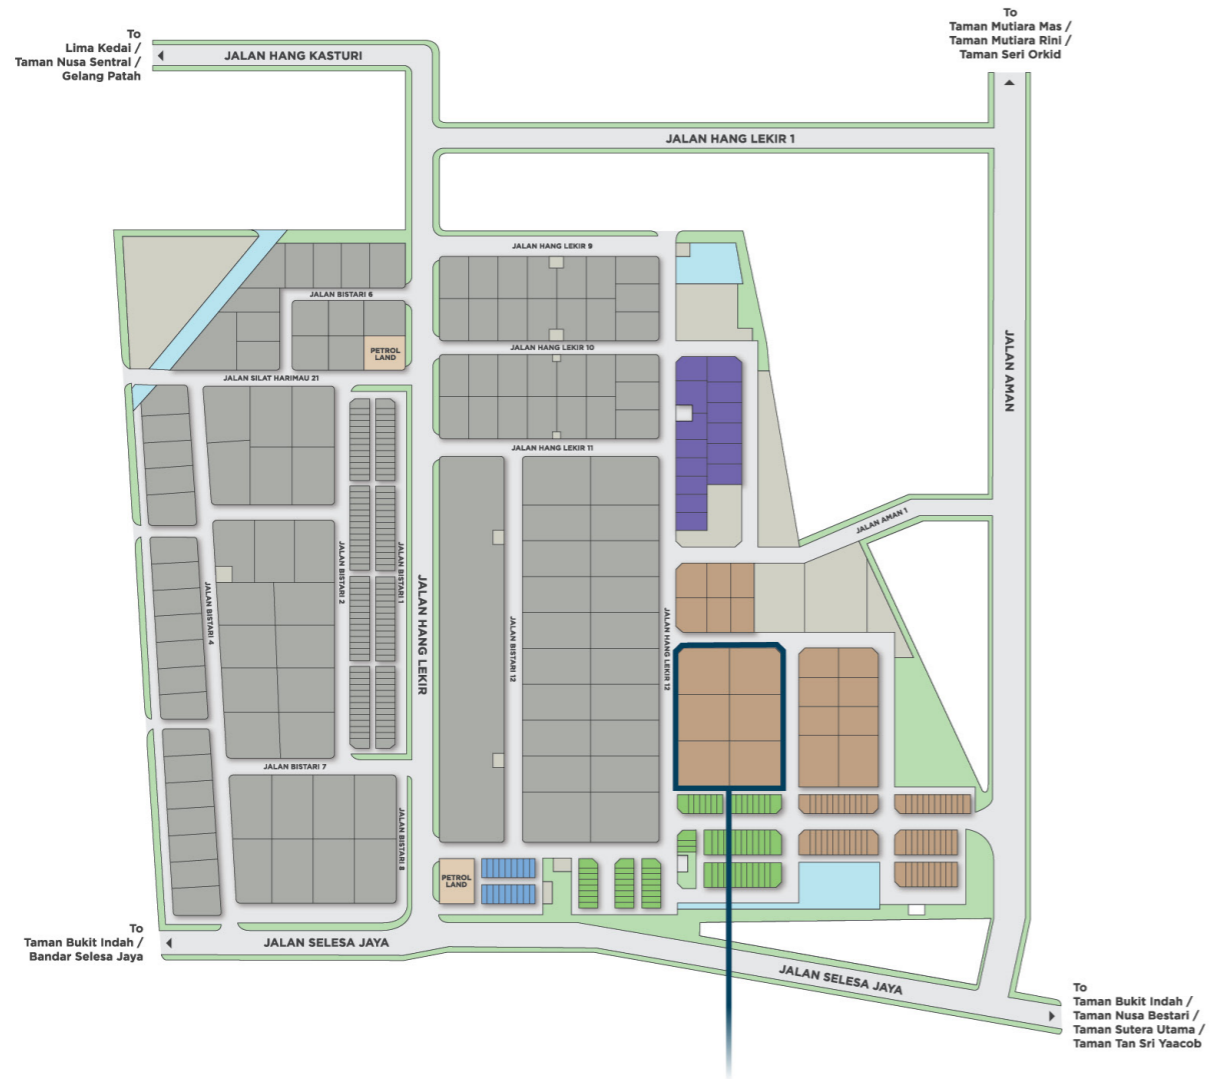 To
Lima Kedai /
Taman Nusa Sentral /
Gelang Patah
JALAN HANG KASTURI
To
Taman Mutiara Mas /
Taman Mutiara Rini /
Taman Seri Orkid
JALAN HANG LEKIR 1
JALAN HANG LEKIR 9
JALAN BISTARI 6
PETROL
LAND
JALAN HANG LEKIR 10
JALAN SILAT HARIMAU 21
JALAN AMAN
JALAN HANG LEKIR 11
JALAN AMAN 1
JALAN BISTARI 4
JALAN BISTARI 2
JALAN BISTARI 1
JALAN HANG LEKIR
JALAN BISTARI 12
JALAN HANG LEKIR 12
JALAN BISTARI 7
JALAN BISTARI 8
PETROL
LAND
To
Taman Bukit Indah /
Bandar Selesa Jaya
JALAN SELESA JAYA
JALAN SELESA JAYA
To
Taman Bukit Indah /
Taman Nusa Bestari /
Taman Sutera Utama /
Taman Tan Sri Yaacob